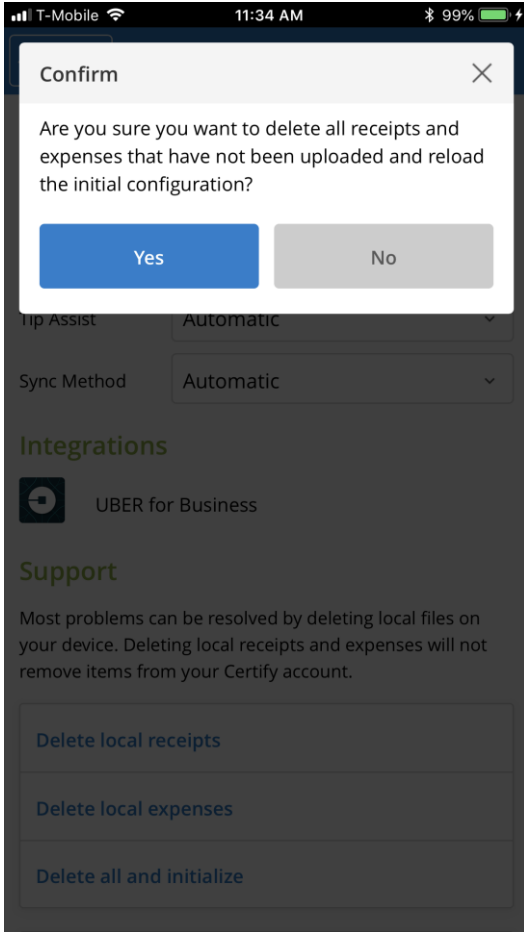 T-Mobile 11:34 AM 99%
Confirm
Are you sure you want to delete all receipts and
expenses that have not been uploaded and reload
the initial configuration?
Yes No
Tip Assist Automatic
Sync Method Automatic
Integrations
UBER for Business
Support
Most problems can be resolved by deleting local files on
your device. Deleting local receipts and expenses will not
remove items from your Certify account.
Delete local receipts
Delete local expenses
Delete all and initialize